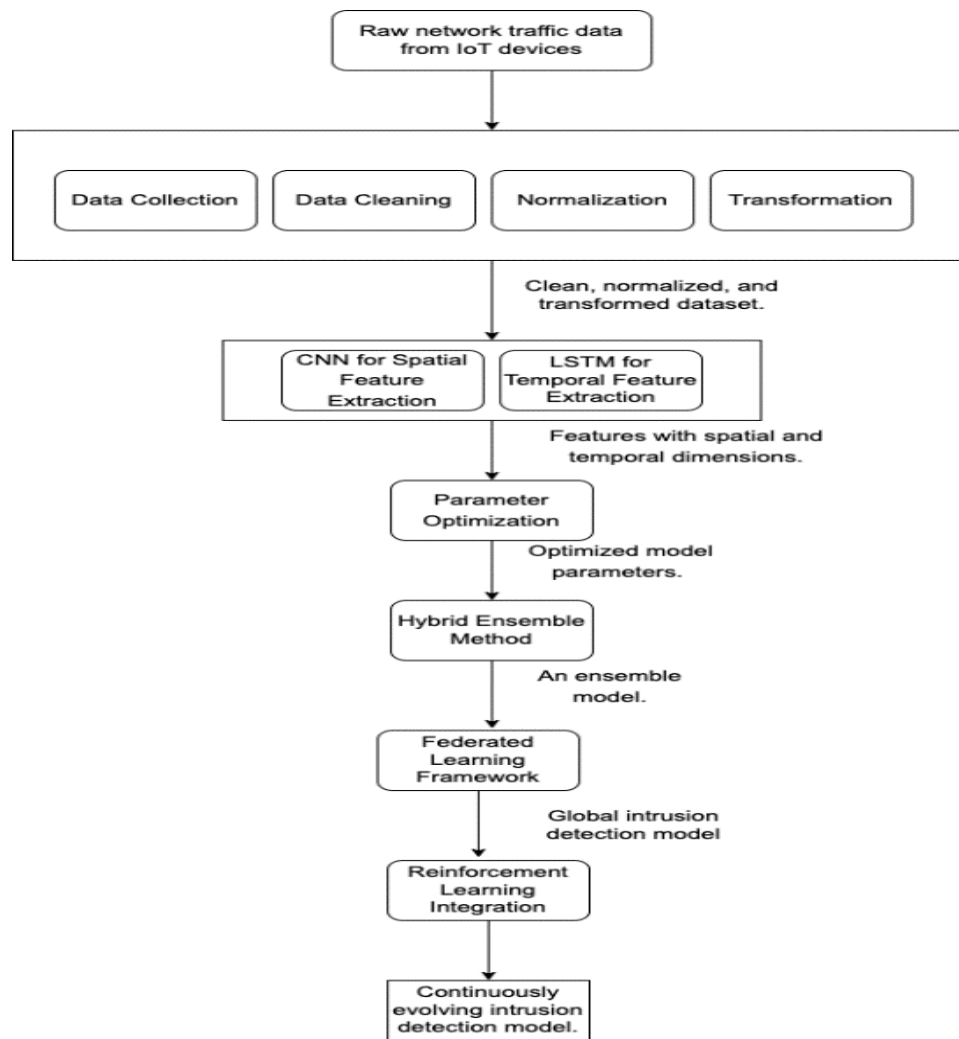 Raw network traffic data
from IoT devices
Data Collection
Data Cleaning
Normalization
Transformation
Clean, normalized, and
transformed dataset.
CNN for Spatial
Feature
Extraction
LSTM for
Temporal Feature
Extraction
Features with spatial and
temporal dimensions.
Parameter
Optimization
Optimized model
parameters.
Hybrid Ensemble
Method
An ensemble
model.
Federated
Learning
Framework
Global intrusion
detection model
Reinforcement
Learning
Integration
Continuously
evolving intrusion
detection model.